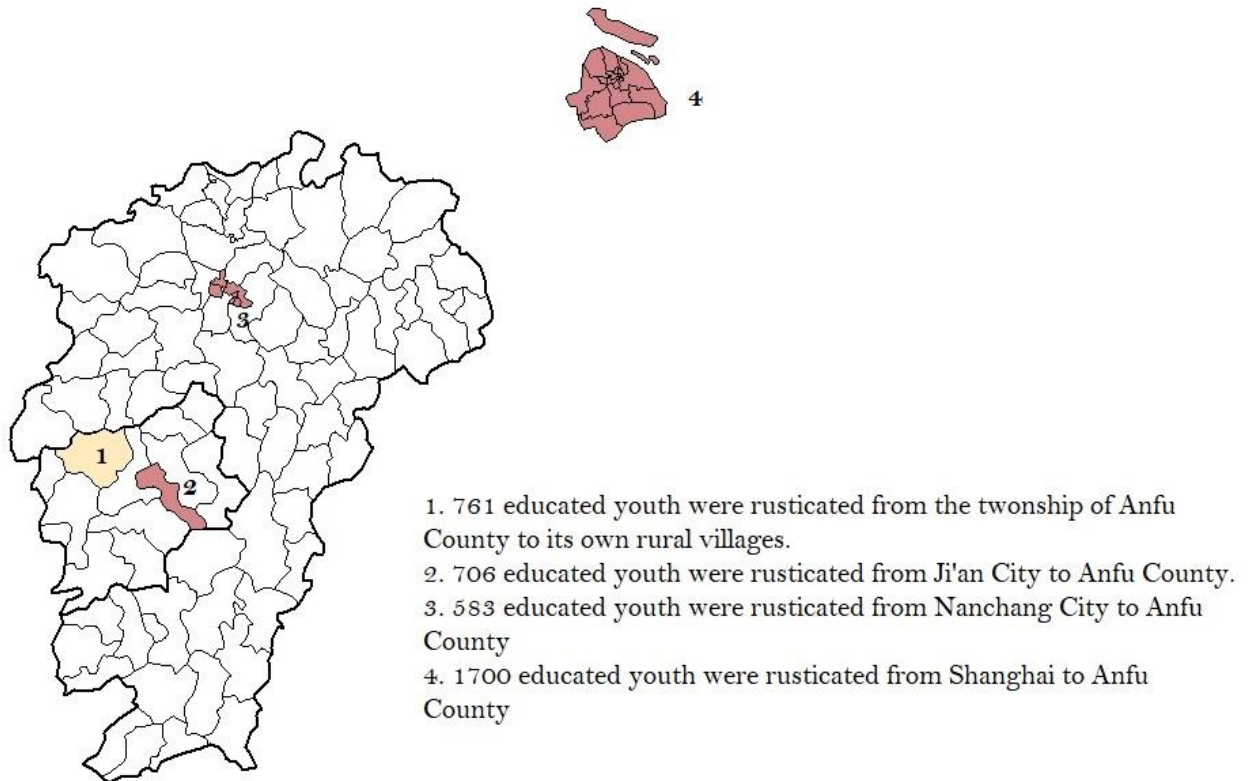 4
3
1
2
1. 761 educated youth were rusticated from the twonship of Anfu
County to its own rural villages.
2. 706 educated youth were rusticated from Ji'an City to Anfu County.
3. 583 educated youth were rusticated from Nanchang City to Anfu
County
4. 1700 educated youth were rusticated from Shanghai to Anfu
County